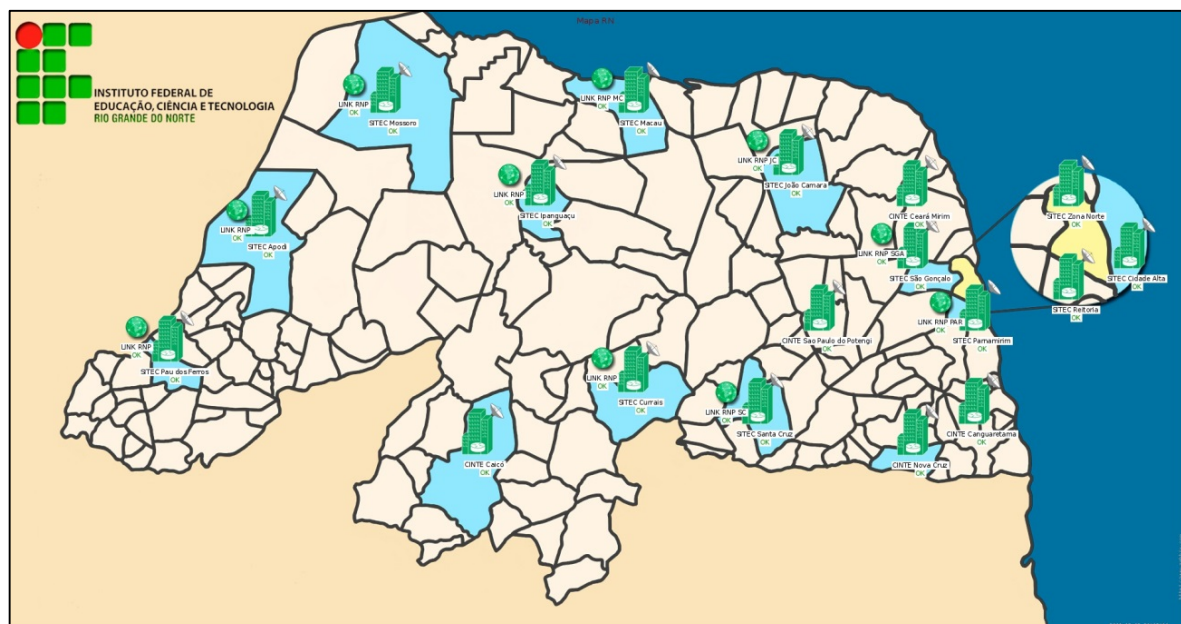 Mapa RN
INSTITUTO FEDERAL DE
EDUCAÇÃO, CIÊNCIA E TECNOLOGIA
RIO GRANDE DO NORTE
LINK RNP
OK
SITEC Mossoro
OK
LINK RNP MC
OK
SITEC Macau
OK
LINK RNP JC
OK
SITEC João Camara
OK
LINK RNP
OK
SITEC Ipanguaçu
OK
CINTE Ceará Mirim
OK
SITEC Zona Norte
OK
LINK RNP
OK
SITEC Apodi
OK
LINK RNP SGA
OK
SITEC São Gonçalo
OK
SITEC Cidade Alta
OK
SITEC Reitoria
OK
LINK RNP PAR
OK
SITEC Parnamirim
OK
CINTE Sao Paulo do Potengi
OK
LINK RNP
OK
SITEC Pau dos Ferros
OK
LINK RNP
OK
SITEC Currais
OK
LINK RNP SC
OK
SITEC Santa Cruz
OK
CINTE Canguaretama
OK
CINTE Caicó
OK
CINTE Nova Cruz
OK